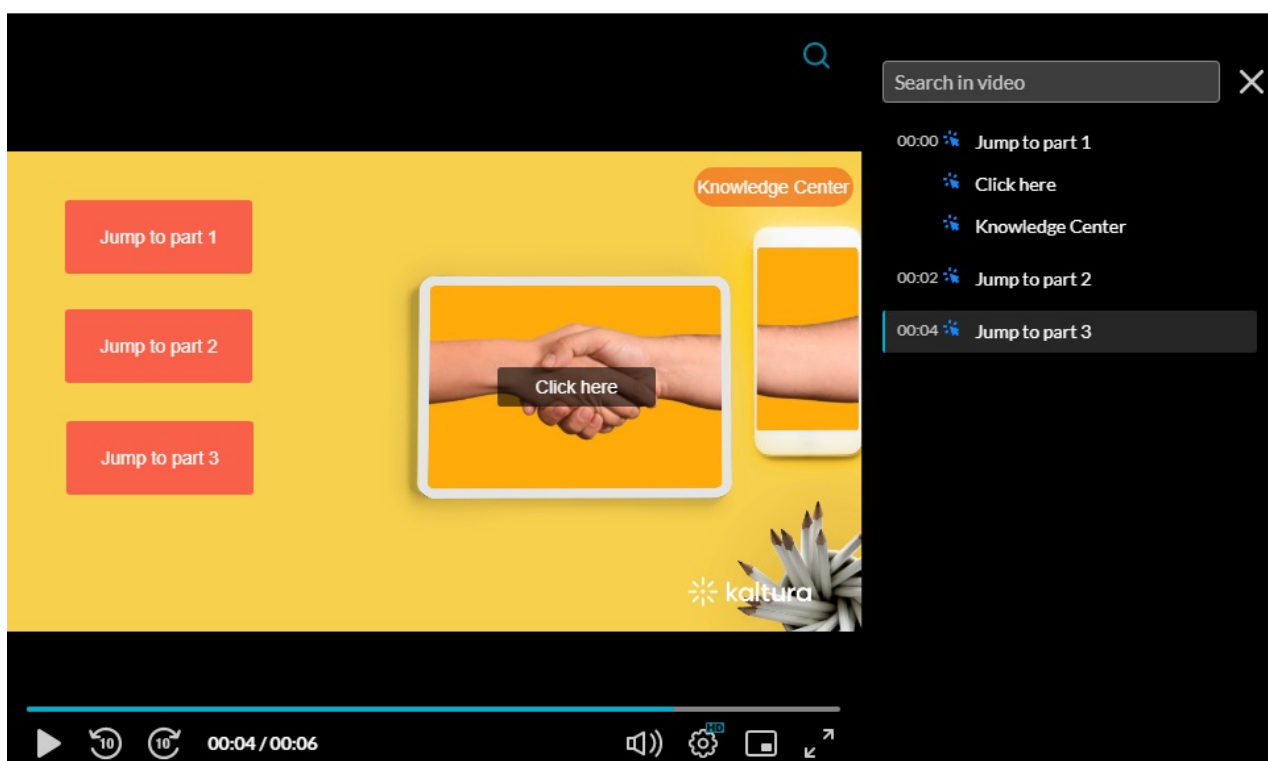 Search in video
00:00 Jump to part 1
Click here
Knowledge Center
00:02 Jump to part 2
00:04 Jump to part 3
Knowledge Center
Jump to part 1
Jump to part 2
Click here
Jump to part 3
kaltura
10
10
00:04 / 00:06
HD